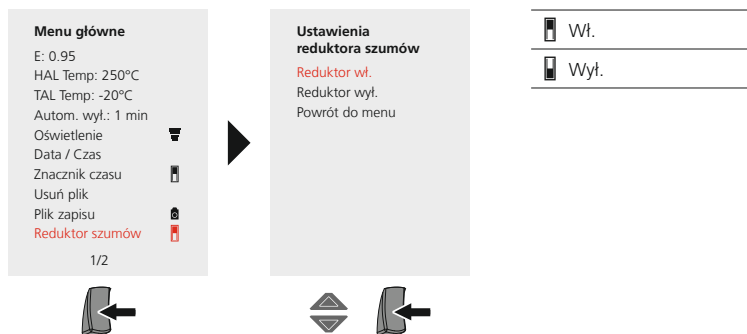 Menu główne
E: 0.95
HAL Temp: 250°C
TAL Temp: -20°C
Autom. wył.: 1 min
Oświetlenie
Data / Czas
Znacznik czasu
Usuń plik
Plik zapisu
Reduktor szumów
1/2
Ustawienia
reduktora szumów
Reduktor wł.
Reduktor wył.
Powrót do menu
Wł.
Wył.